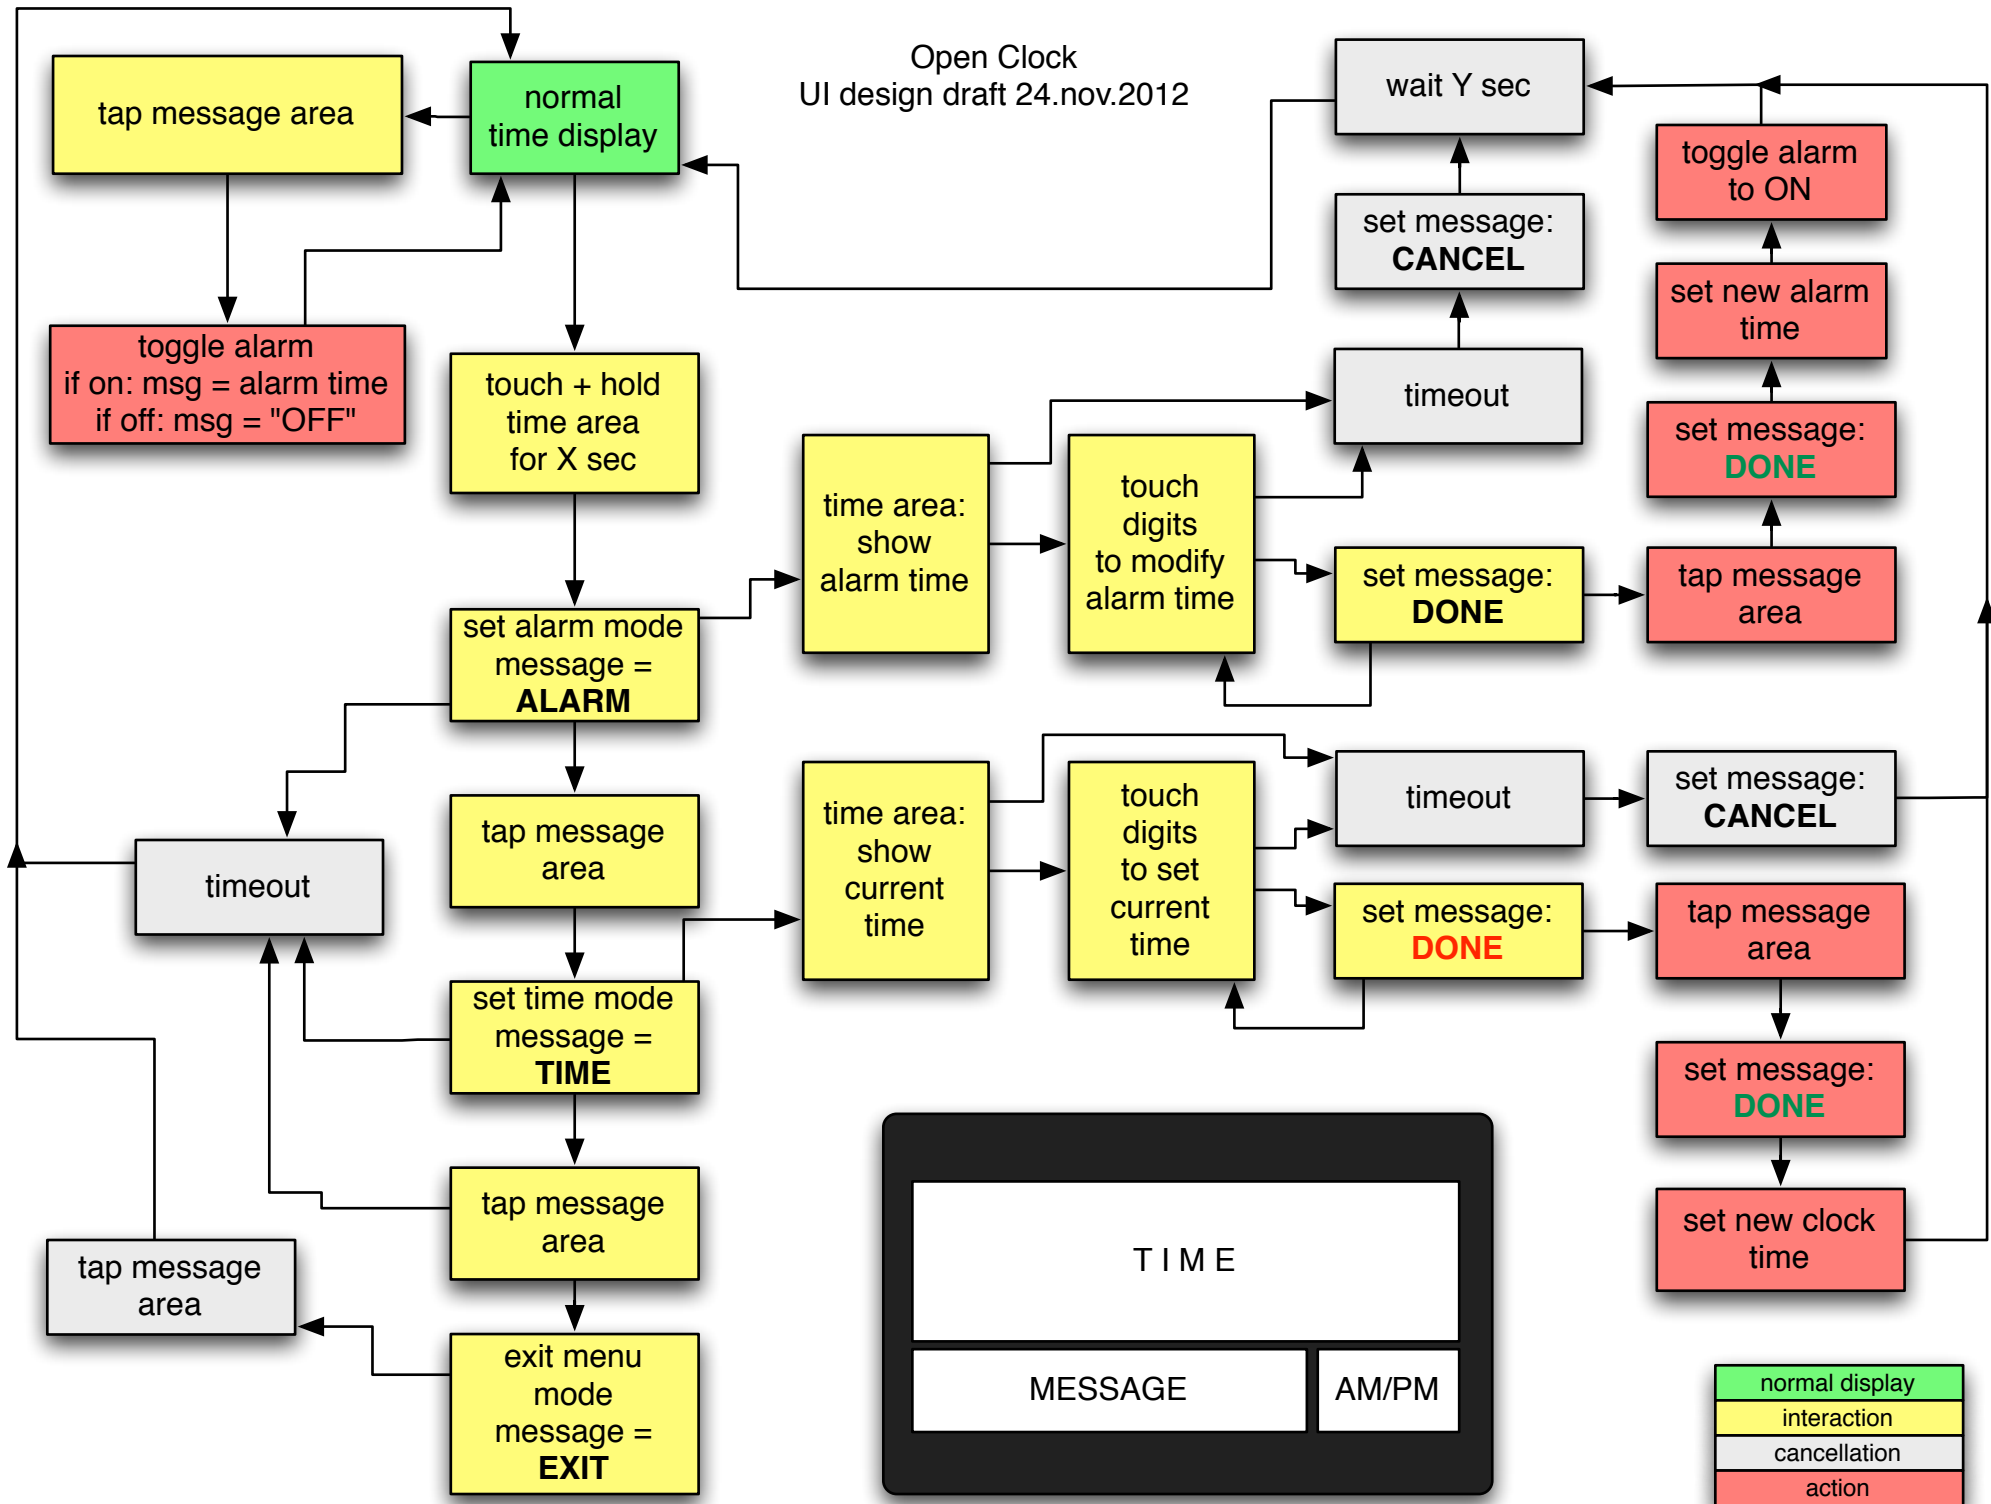 Open Clock
UI design draft 24.nov.2012
tap message area
normal
time display
wait Y sec
toggle alarm
to ON
set message:
CANCEL
set new alarm
time
toggle alarm
if on: msg = alarm time
if off: msg = "OFF"
touch + hold
time area
for X sec
timeout
set message:
DONE
time area:
show
alarm time
touch
digits
to modify
alarm time
set message:
DONE
tap message
area
set alarm mode
message =
ALARM
tap message
area
time area:
show
current
time
touch
digits
to set
current
time
timeout
set message:
CANCEL
timeout
set message:
DONE
tap message
area
set time mode
message =
TIME
set message:
DONE
tap message
area
set new clock
time
tap message
area
exit menu
mode
message =
EXIT
T I M E
MESSAGE
AM/PM
normal display
interaction
cancellation
action